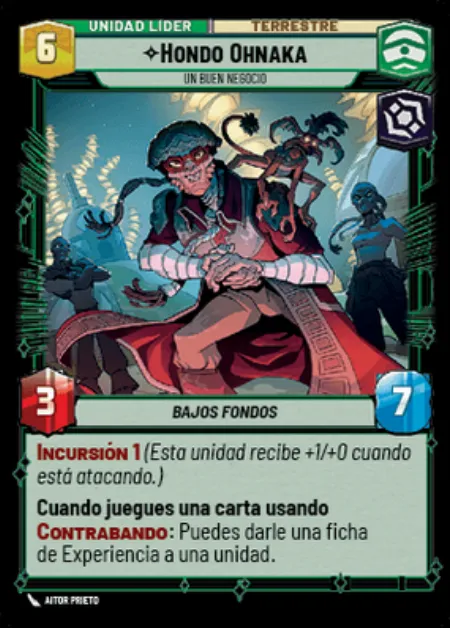 UNIDAD LÍDER
TERRESTRE
6
HONDO OHNAKA
UN BUEN NEGOCIO
3
BAJOS FONDOS
7
INCURSIÓN 1 (Esta unidad recibe +1/+0 cuando
está atacando.)
Cuando juegues una carta usando
CONTRABANDO: Puedes darle una ficha
de Experiencia a una unidad.
AITOR PRIETO